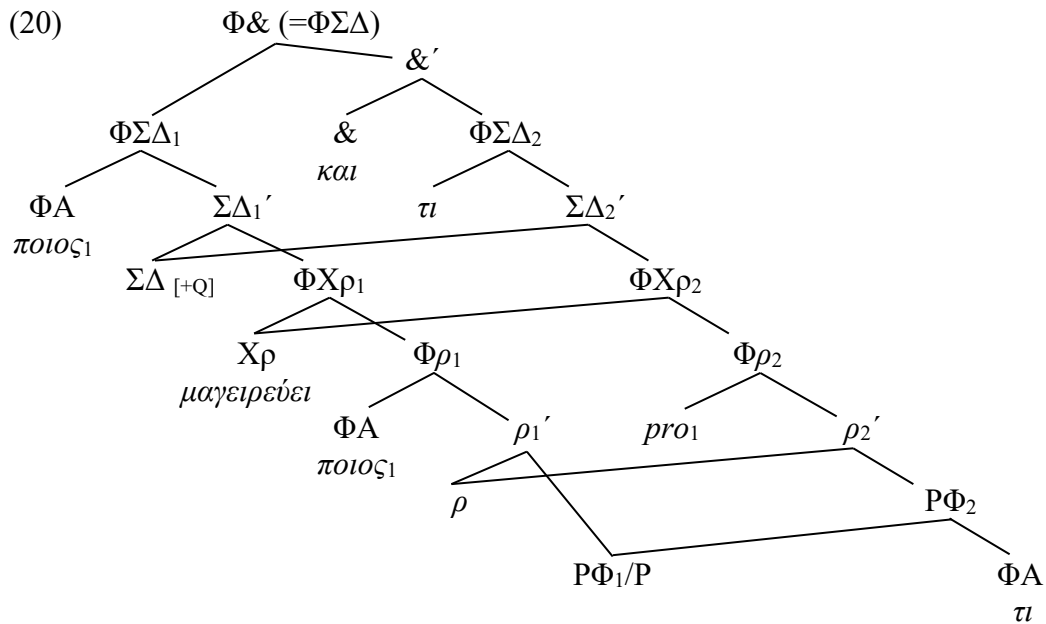 (20) Φ& (=ΦΣΔ)
&´
ΦΣΔ₁ & ΦΣΔ₂
και
ΦΑ ΣΔ₁´ τι ΣΔ₂´
ποιος₁
ΣΔ [+Q] ΦΧρ₁ ΦΧρ₂
Χρ Φρ₁ Φρ₂
μαγειρεύει
ΦΑ ρ₁´ pro₁ ρ₂´
ποιος₁
ρ ΡΦ₂
ΡΦ₁/Ρ ΦΑ
τι